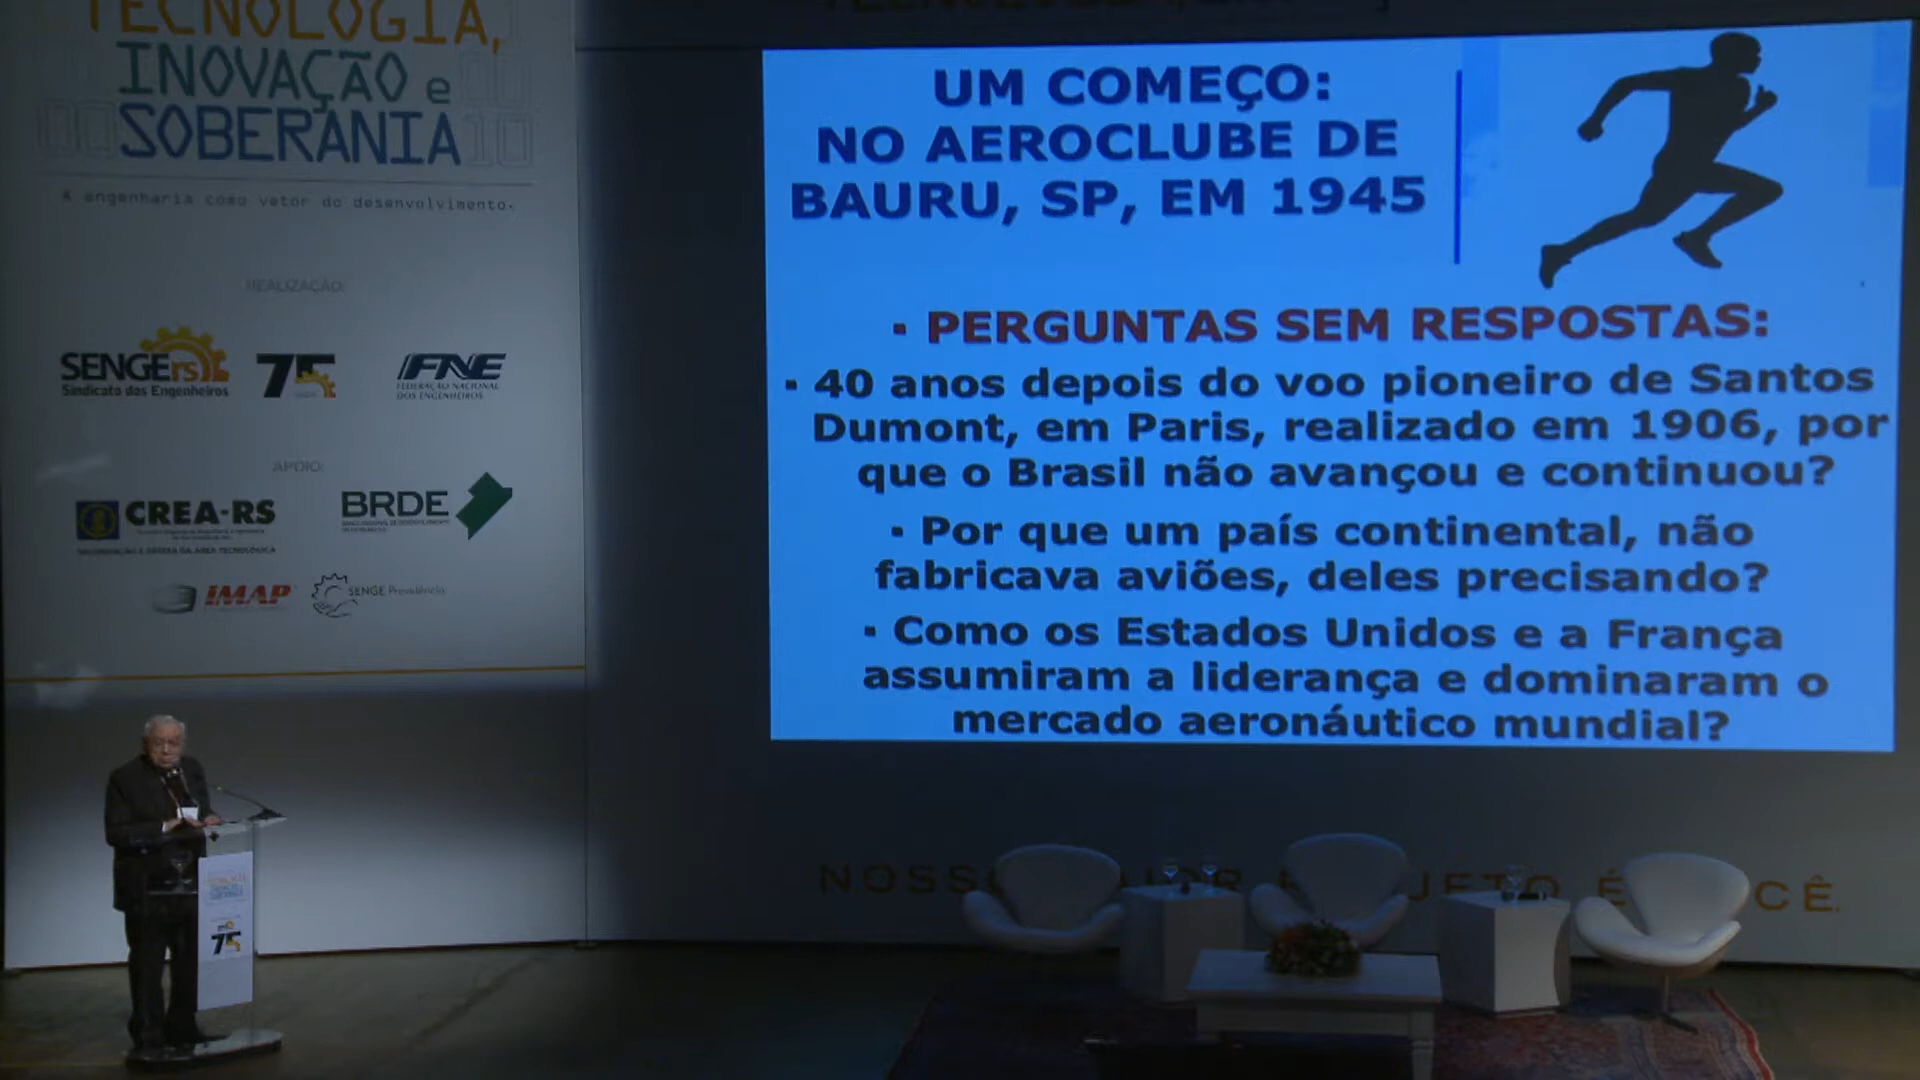 TECNOLOGIA,
INOVAÇÃO e
SOBERANIA
A engenharia como vetor do desenvolvimento.
REALIZAÇÃO:
SENGE RS
Sindicato dos Engenheiros
75
FNE
FEDERAÇÃO NACIONAL
DOS ENGENHEIROS
APOIO:
CREA-RS
BRDE
IMAP
SENGE Previdência
UM COMEÇO:
NO AEROCLUBE DE
BAURU, SP, EM 1945
▪ PERGUNTAS SEM RESPOSTAS:
▪ 40 anos depois do voo pioneiro de Santos
Dumont, em Paris, realizado em 1906, por
que o Brasil não avançou e continuou?
▪ Por que um país continental, não
fabricava aviões, deles precisando?
▪ Como os Estados Unidos e a França
assumiram a liderança e dominaram o
mercado aeronáutico mundial?
75